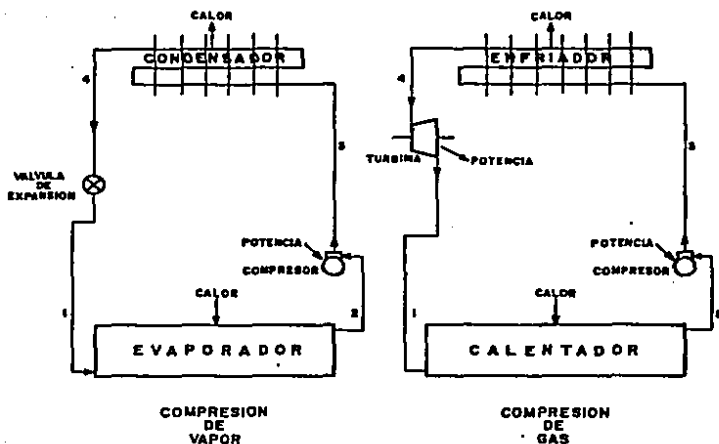 CALOR
CONDENSADOR
4
3
VALVULA
DE
EXPANSIÓN
POTENCIA
COMPRESOR
CALOR
1
2
EVAPORADOR
COMPRESION
DE
VAPOR
CALOR
ENFRIADOR
4
3
TURBINA
POTENCIA
POTENCIA
COMPRESOR
CALOR
1
CALENTADOR
COMPRESION
DE
GAS